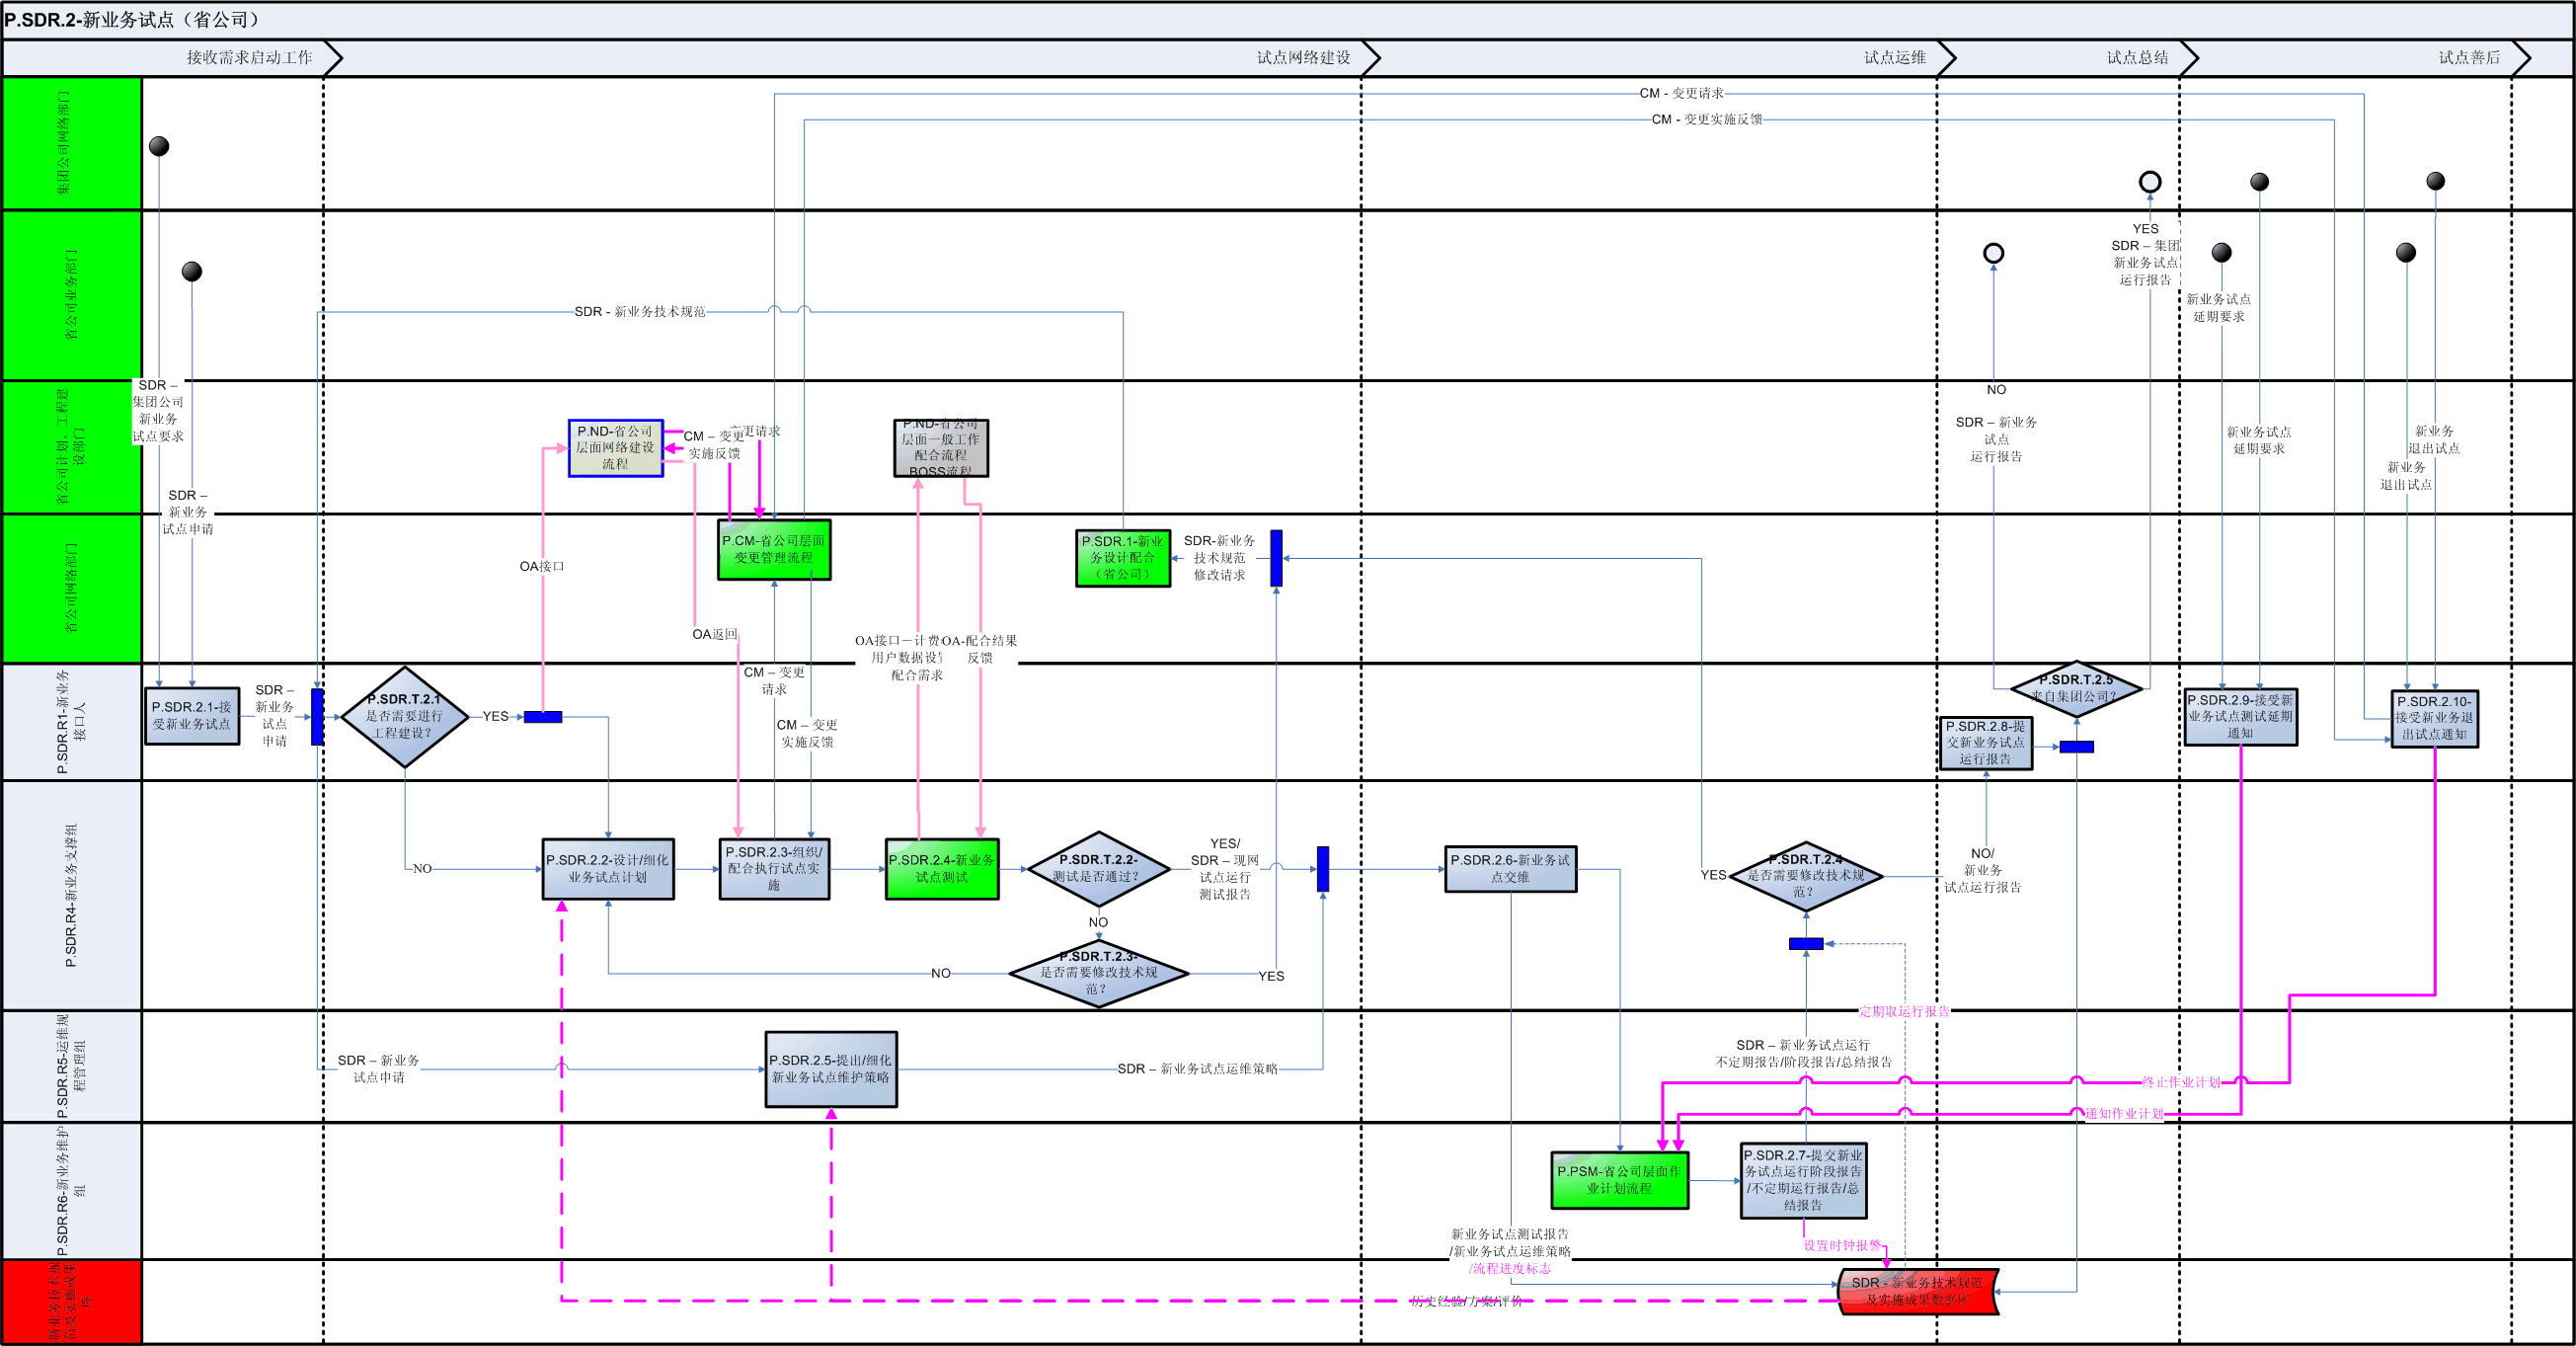 P.SDR.2-新业务试点（省公司）
接收需求启动工作
试点网络建设
试点运维
试点总结
试点善后
集团公司网络部门
省公司业务部门
省公司计划、工程建
设部门
省公司网络部门
P.SDR.R1-新业务
接口人
P.SDR.R4-新业务支撑组
P.SDR.R5-运维规
程管理组
P.SDR.R6-新业务维护
组
新业务技术规
范及实施成果
库
CM - 变更请求
CM - 变更实施反馈
YES
SDR – 集团
新业务试点
运行报告
新业务试点
延期要求
SDR - 新业务技术规范
SDR –
集团公司
新业务
试点要求
NO
SDR – 新业务
试点
运行报告
P.ND-省公司
层面网络建设
流程
CM – 变更
实施反馈
变更请求
P.ND-省公司
层面一般工作
配合流程
BOSS流程
新业务试点
延期要求
新业务
退出试点
新业务
退出试点
SDR –
新业务
试点申请
OA接口
P.CM-省公司层面
变更管理流程
P.SDR.1-新业
务设计配合
（省公司）
SDR-新业务
技术规范
修改请求
OA返回
OA接口－计费
用户数据设
配合需求
OA-配合结果
反馈
CM – 变更
请求
CM – 变更
实施反馈
P.SDR.2.1-接
受新业务试点
SDR –
新业务
试点
申请
P.SDR.T.2.1
是否需要进行
工程建设？
YES
P.SDR.T.2.5
来自集团公司？
P.SDR.2.8-提
交新业务试点
运行报告
P.SDR.2.9-接受新
业务试点测试延期
通知
P.SDR.2.10-
接受新业务退
出试点通知
NO
P.SDR.2.2-设计/细化
业务试点计划
P.SDR.2.3-组织/
配合执行试点实
施
P.SDR.2.4-新业务
试点测试
P.SDR.T.2.2-
测试是否通过？
YES/
SDR – 现网
试点运行
测试报告
P.SDR.2.6-新业务试
点交维
YES
P.SDR.T.2.4
是否需要修改技术规
范？
NO/
新业务
试点运行报告
NO
P.SDR.T.2.3-
是否需要修改技术规
范？
NO
YES
定期取运行报告
SDR – 新业务
试点申请
P.SDR.2.5-提出/细化
新业务试点维护策略
SDR – 新业务试点运维策略
SDR – 新业务试点运行
不定期报告/阶段报告/总结报告
终止作业计划
通知作业计划
P.PSM-省公司层面作
业计划流程
P.SDR.2.7-提交新业
务试点运行阶段报告
/不定期运行报告/总
结报告
新业务试点测试报告
/新业务试点运维策略
/流程进度标志
设置时钟报警
SDR - 新业务技术规范
及实施成果数据库
历史经验/方案/评价